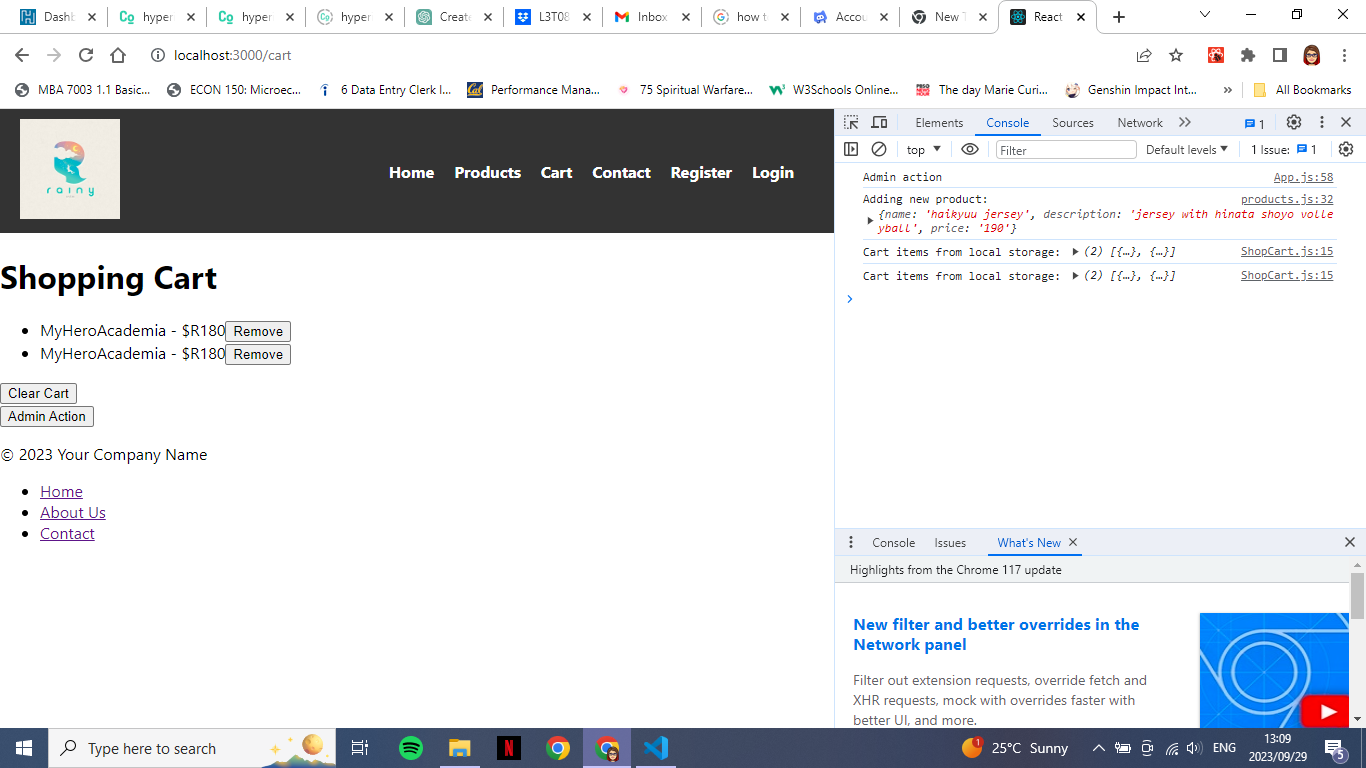 Dashb
hyper
hyper
hyper
Create
L3T08
Inbox
how to
Accou
New T
React
localhost:3000/cart
MBA 7003 1.1 Basic...
ECON 150: Microec...
6 Data Entry Clerk I...
Cal
Performance Mana...
75 Spiritual Warfare...
W3Schools Online...
The day Marie Curi...
Genshin Impact Int...
»
All Bookmarks
rainy
Home
Products
Cart
Contact
Register
Login
Shopping Cart
• MyHeroAcademia - $R180 Remove
• MyHeroAcademia - $R180 Remove
Clear Cart
Admin Action
© 2023 Your Company Name
• Home
• About Us
• Contact
Elements
Console
Sources
Network
1
top
Filter
Default levels
1 Issue: 1
Admin action App.js:58
Adding new product: products.js:32
{name: 'haikyuu jersey', description: 'jersey with hinata shoyo volle
yball', price: '190'}
Cart items from local storage: (2) [{…}, {…}] ShopCart.js:15
Cart items from local storage: (2) [{…}, {…}] ShopCart.js:15
Console
Issues
What's New
Highlights from the Chrome 117 update
New filter and better overrides in the
Network panel
Filter out extension requests, override fetch and
XHR requests, mock with overrides faster with
better UI, and more.
Type here to search
N
1
25°C Sunny
ENG
13:09
2023/09/29
5